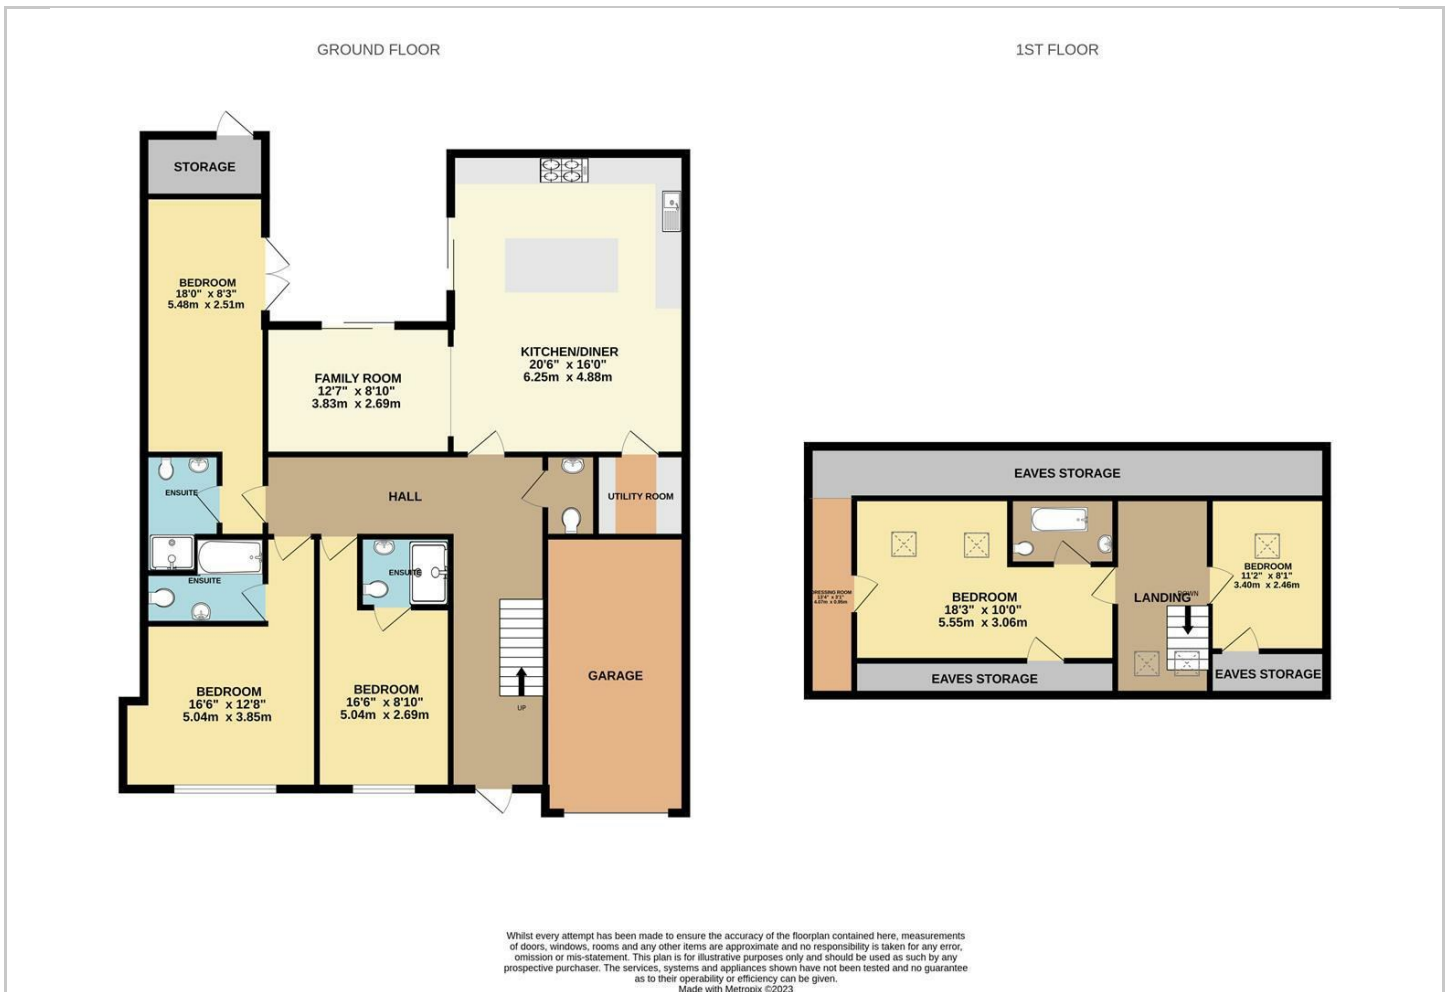 GROUND FLOOR
1ST FLOOR
STORAGE
BEDROOM
18'0" x 8'3"
5.48m x 2.51m
KITCHEN/DINER
20'6" x 16'0"
6.25m x 4.88m
FAMILY ROOM
12'7" x 8'10"
3.83m x 2.69m
ENSUITE
HALL
UTILITY ROOM
ENSUITE
ENSUITE
BEDROOM
16'6" x 12'8"
5.04m x 3.85m
BEDROOM
16'6" x 8'10"
5.04m x 2.69m
UP
GARAGE
EAVES STORAGE
DRESSING ROOM
BEDROOM
18'3" x 10'0"
5.55m x 3.06m
LANDING
DOWN
BEDROOM
11'2" x 8'1"
3.40m x 2.46m
EAVES STORAGE
EAVES STORAGE
Whilst every attempt has been made to ensure the accuracy of the floorplan contained here, measurements
of doors, windows, rooms and any other items are approximate and no responsibility is taken for any error,
omission or mis-statement. This plan is for illustrative purposes only and should be used as such by any
prospective purchaser. The services, systems and appliances shown have not been tested and no guarantee
as to their operability or efficiency can be given.
Made with Metropix ©2023